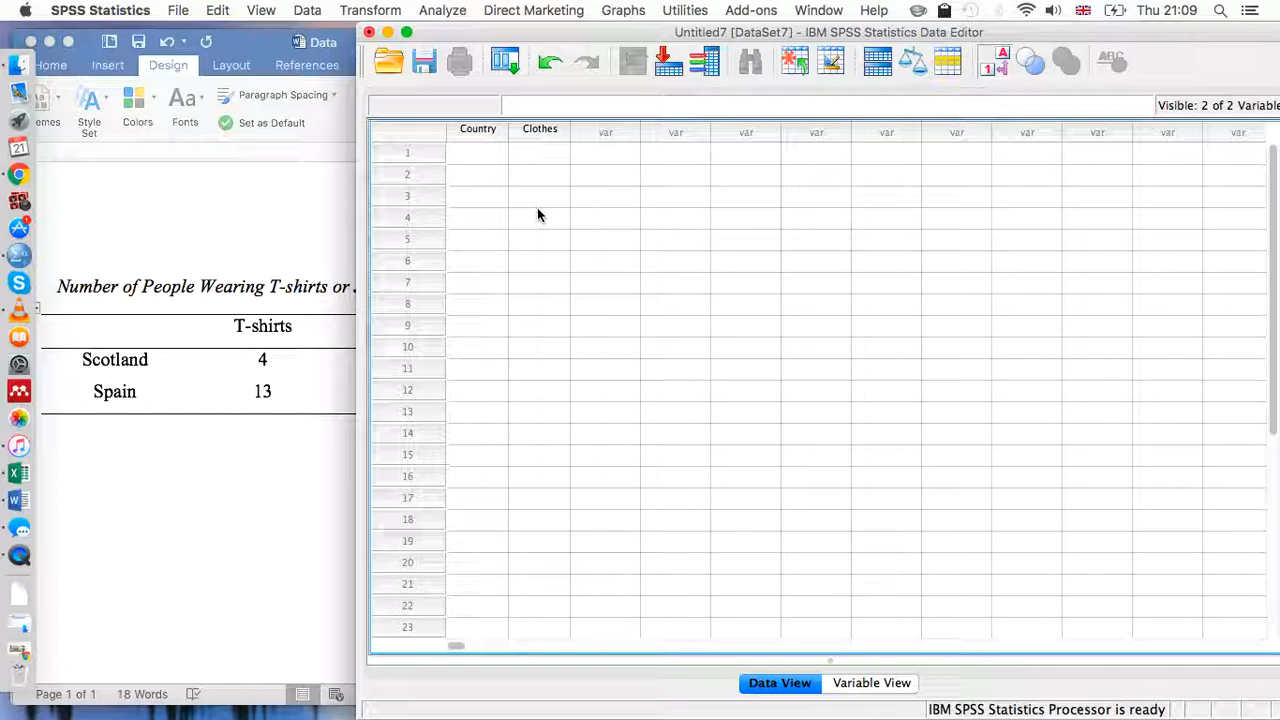 SPSS Statistics File Edit View Data Transform Analyze Direct Marketing Graphs Utilities Add-ons Window Help Thu 21:09
Data
Untitled7 [DataSet7] - IBM SPSS Statistics Data Editor
Home Insert Design Layout References
Paragraph Spacing
Set as Default
Style Set
Colors
Fonts
Visible: 2 of 2 Variabl
Country Clothes var var var var var var var var var var
1
2
3
4
5
6
7
8
9
10
11
12
13
14
15
16
17
18
19
20
21
22
23
Number of People Wearing T-shirts or
T-shirts
Scotland 4
Spain 13
Page 1 of 1 18 Words
Data View Variable View
IBM SPSS Statistics Processor is ready